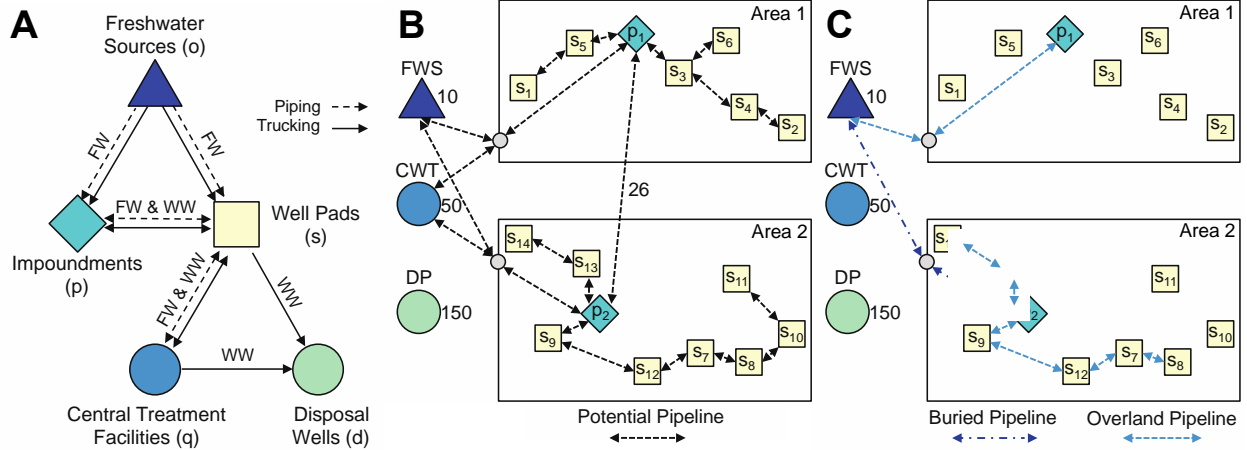 A
Freshwater
Sources (o)
Piping
Trucking
FW
FW
FW & WW
Well Pads
(s)
Impoundments
(p)
FW & WW
WW
WW
Central Treatment
Facilities (q)
Disposal
Wells (d)
B
Area 1
FWS
10
CWT
50
DP
150
p1
s5
s6
s1
s3
s4
s2
26
Area 2
s14
s13
s11
p2
s9
s10
s12
s7
s8
Potential Pipeline
C
Area 1
FWS
10
CWT
50
DP
150
p1
s5
s6
s1
s3
s4
s2
Area 2
s11
2
s9
s10
s12
s7
s8
Buried Pipeline
Overland Pipeline